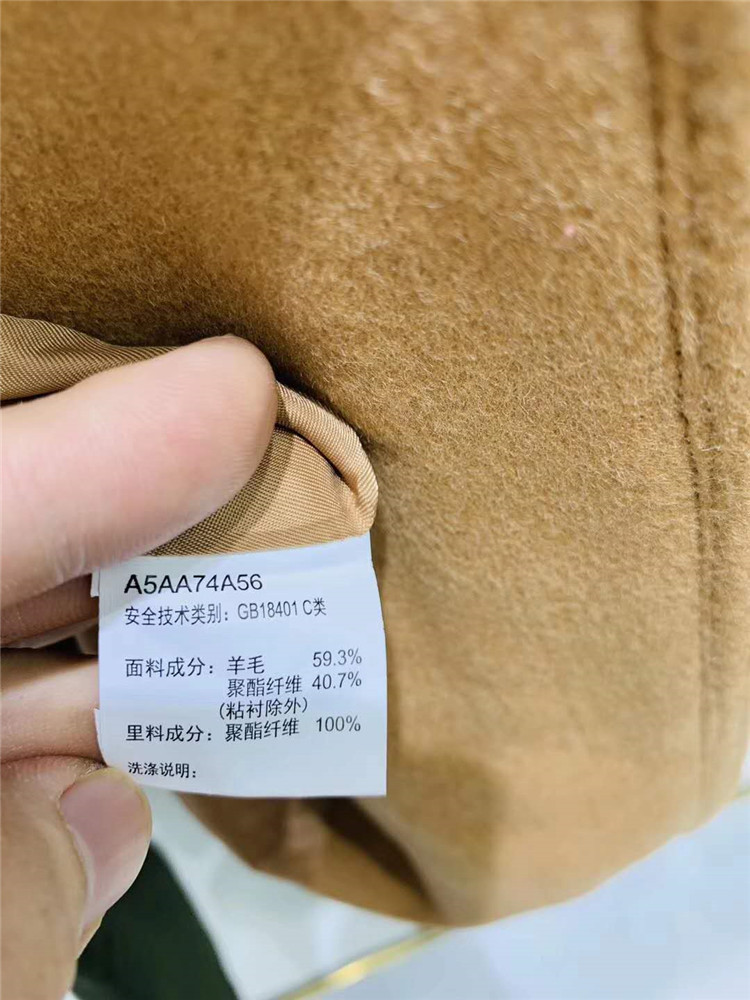 A5AA74A56
安全技术类别：GB18401 C类
面料成分：羊毛 59.3%
聚酯纤维 40.7%
(粘衬除外)
里料成分：聚酯纤维 100%
洗涤说明：